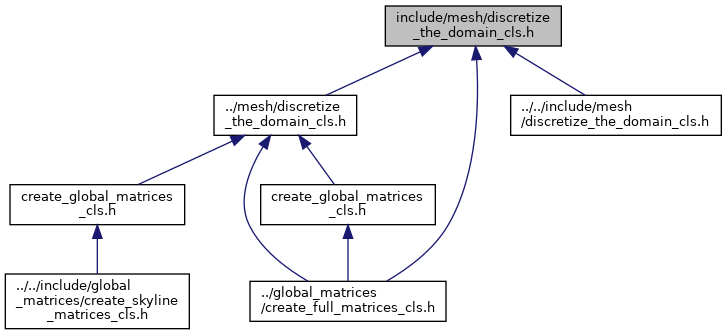 include/mesh/discretize
_the_domain_cls.h
../mesh/discretize
_the_domain_cls.h
../../include/mesh
/discretize_the_domain_cls.h
create_global_matrices
_cls.h
create_global_matrices
_cls.h
../../include/global
_matrices/create_skyline
_matrices_cls.h
../global_matrices
/create_full_matrices_cls.h